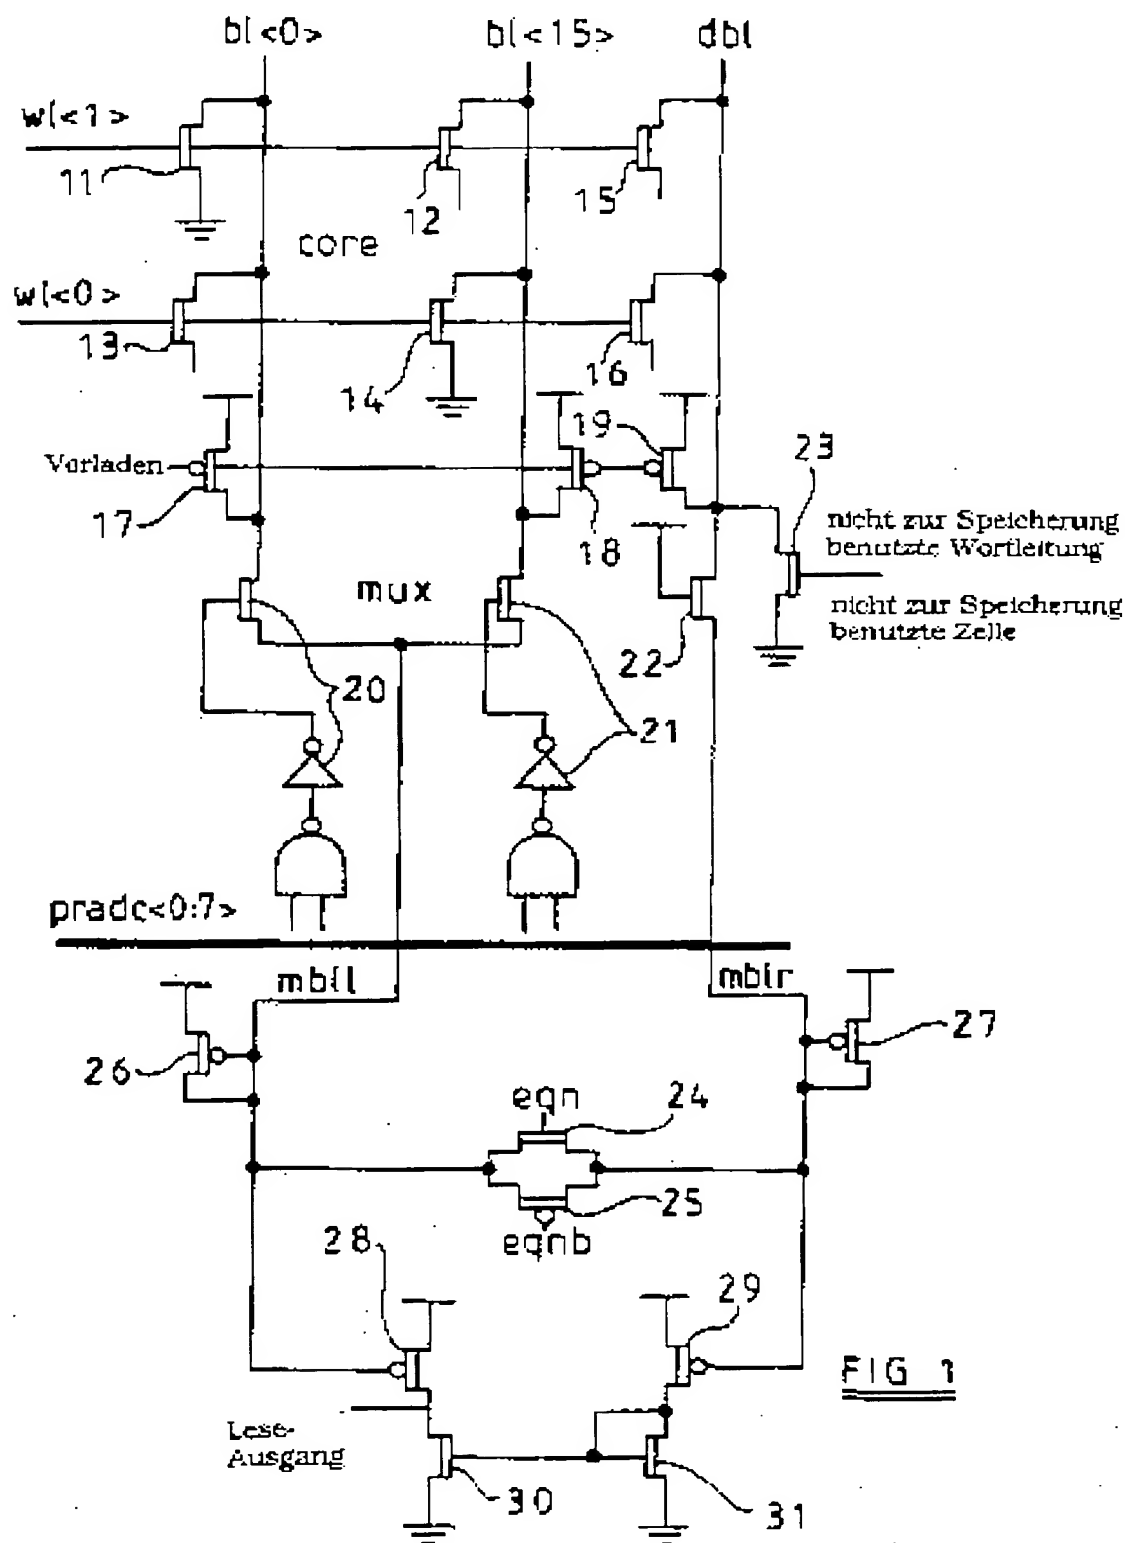 bl<0>
bl<15>
dbl
wl<1>
11
12
15
core
wl<0>
13
14
16
19
23
Vorladen
17
18
nicht zur Speicherung
benutzte Wortleitung
mux
nicht zur Speicherung
benutzte Zelle
20
21
22
pradc<0:7>
mbll
mblr
26
27
eqn
24
25
eqnb
28
29
FIG 1
Lese-
Ausgang
30
31